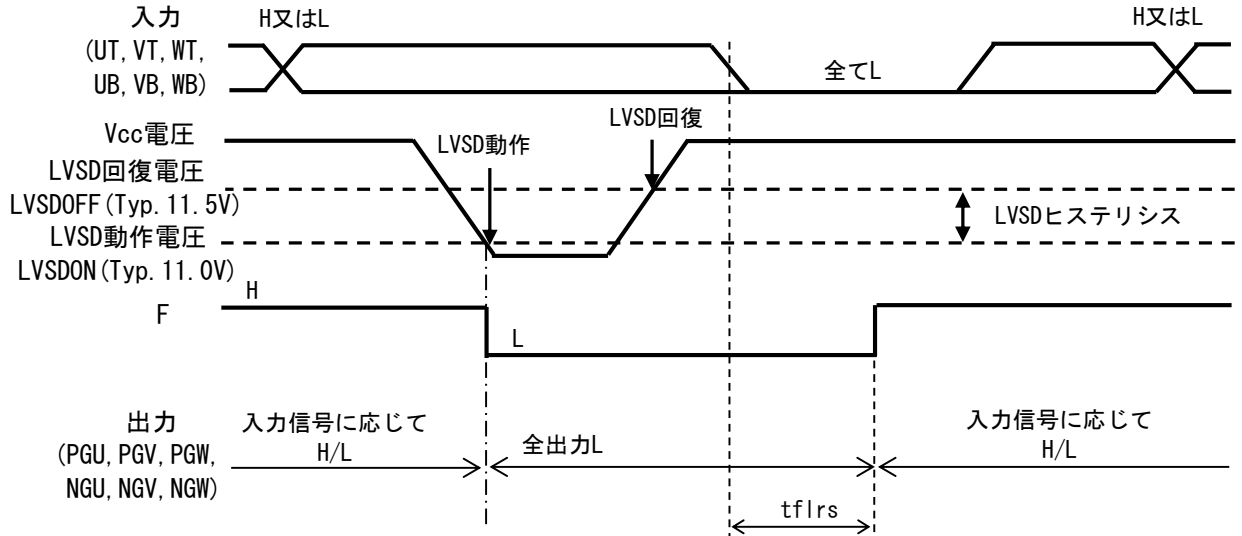 入力
(UT, VT, WT,
UB, VB, WB)
H又はL
H又はL
全てL
Vcc電圧
LVSD動作
LVSD回復
LVSD回復電圧
LVSDOFF(Typ. 11. 5V)
LVSDヒステリシス
LVSD動作電圧
LVSDON(Typ. 11. 0V)
F
H
L
出力
(PGU, PGV, PGW,
NGU, NGV, NGW)
入力信号に応じて
H/L
全出力L
入力信号に応じて
H/L
tflrs